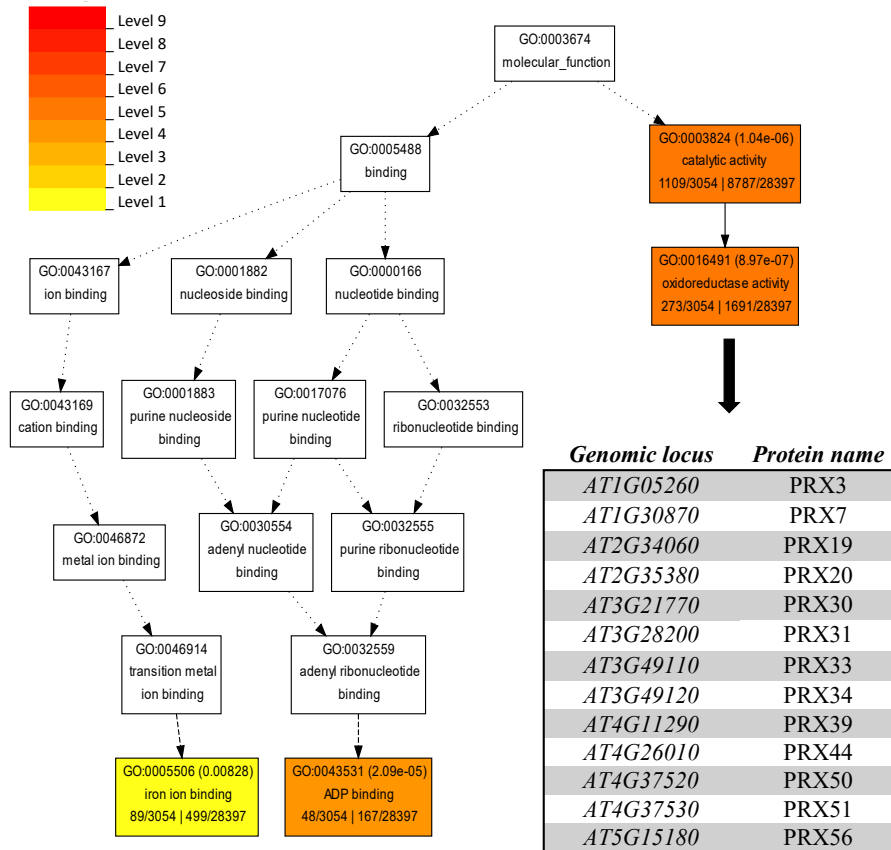 Level 9
Level 8
Level 7
Level 6
Level 5
Level 4
Level 3
Level 2
Level 1
GO:0003674
molecular_function
GO:0005488
binding
GO:0003824 (1.04e-06)
catalytic activity
1109/3054 | 8787/28397
GO:0043167
ion binding
GO:0001882
nucleoside binding
GO:0000166
nucleotide binding
GO:0016491 (8.97e-07)
oxidoreductase activity
273/3054 | 1691/28397
GO:0043169
cation binding
GO:0001883
purine nucleoside
binding
GO:0017076
purine nucleotide
binding
GO:0032553
ribonucleotide binding
GO:0046872
metal ion binding
GO:0030554
adenyl nucleotide
binding
GO:0032555
purine ribonucleotide
binding
GO:0046914
transition metal
ion binding
GO:0032559
adenyl ribonucleotide
binding
GO:0005506 (0.00828)
iron ion binding
89/3054 | 499/28397
GO:0043531 (2.09e-05)
ADP binding
48/3054 | 167/28397
Genomic locus Protein name
AT1G05260 PRX3
AT1G30870 PRX7
AT2G34060 PRX19
AT2G35380 PRX20
AT3G21770 PRX30
AT3G28200 PRX31
AT3G49110 PRX33
AT3G49120 PRX34
AT4G11290 PRX39
AT4G26010 PRX44
AT4G37520 PRX50
AT4G37530 PRX51
AT5G15180 PRX56